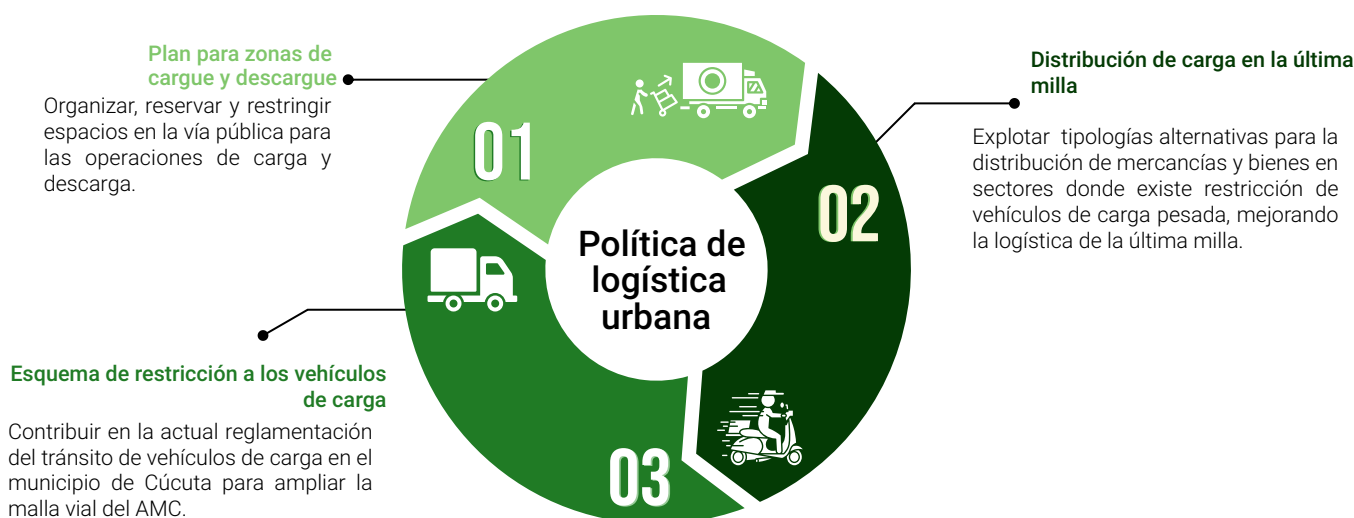 Plan para zonas de
cargue y descargue
Organizar, reservar y restringir
espacios en la vía pública para
las operaciones de carga y
descarga.
01
Distribución de carga en la última
milla
Explotar tipologías alternativas para la
distribución de mercancías y bienes en
sectores donde existe restricción de
vehículos de carga pesada, mejorando
la logística de la última milla.
02
Política de
logística
urbana
Esquema de restricción a los vehículos
de carga
Contribuir en la actual reglamentación
del tránsito de vehículos de carga en el
municipio de Cúcuta para ampliar la
malla vial del AMC.
03